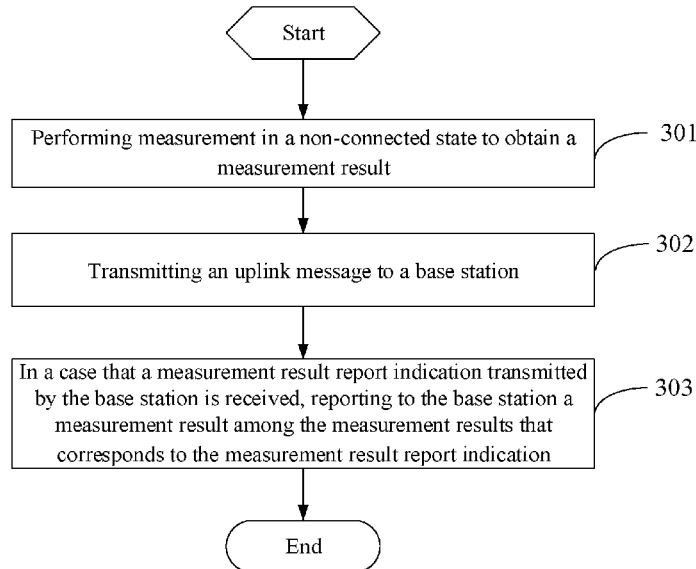 Start
Performing measurement in a non-connected state to obtain a
measurement result
301
Transmitting an uplink message to a base station
302
In a case that a measurement result report indication transmitted
by the base station is received, reporting to the base station a
measurement result among the measurement results that
corresponds to the measurement result report indication
303
End